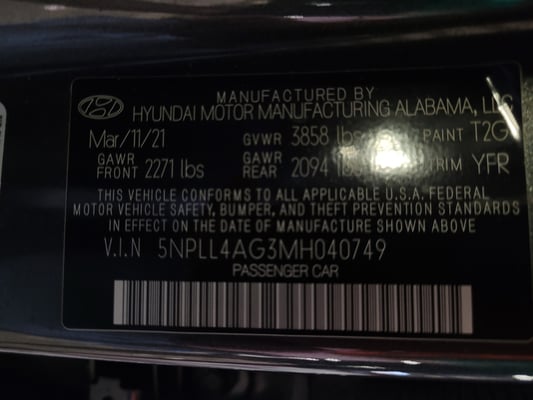 MANUFACTURED BY
HYUNDAI MOTOR MANUFACTURING ALABAMA, LLC
Mar/11/21 GVWR 3858 lbs PAINT T2G
GAWR FRONT 2271 lbs GAWR REAR 2094 lbs TRIM YFR
THIS VEHICLE CONFORMS TO ALL APPLICABLE U.S.A. FEDERAL
MOTOR VEHICLE SAFETY, BUMPER, AND THEFT PREVENTION STANDARDS
IN EFFECT ON THE DATE OF MANUFACTURE SHOWN ABOVE
V.I.N 5NPLL4AG3MH040749
PASSENGER CAR